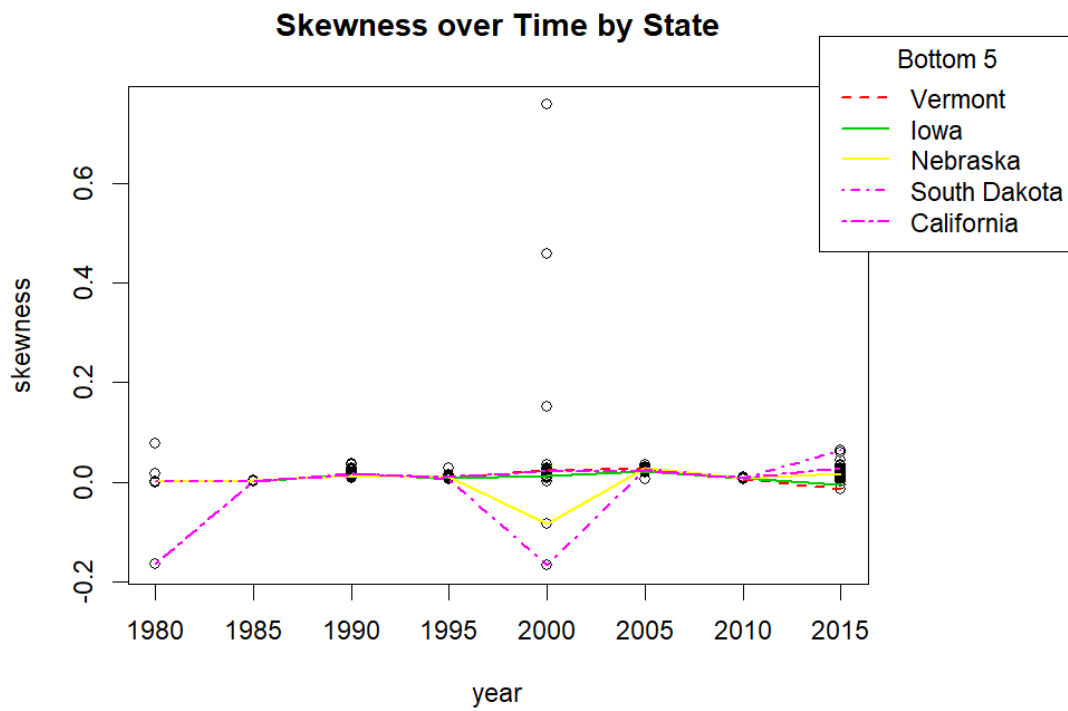 Skewness over Time by State
Bottom 5
Vermont
Iowa
Nebraska
South Dakota
California
skewness
0.6
0.4
0.2
0.0
-0.2
1980 1985 1990 1995 2000 2005 2010 2015
year